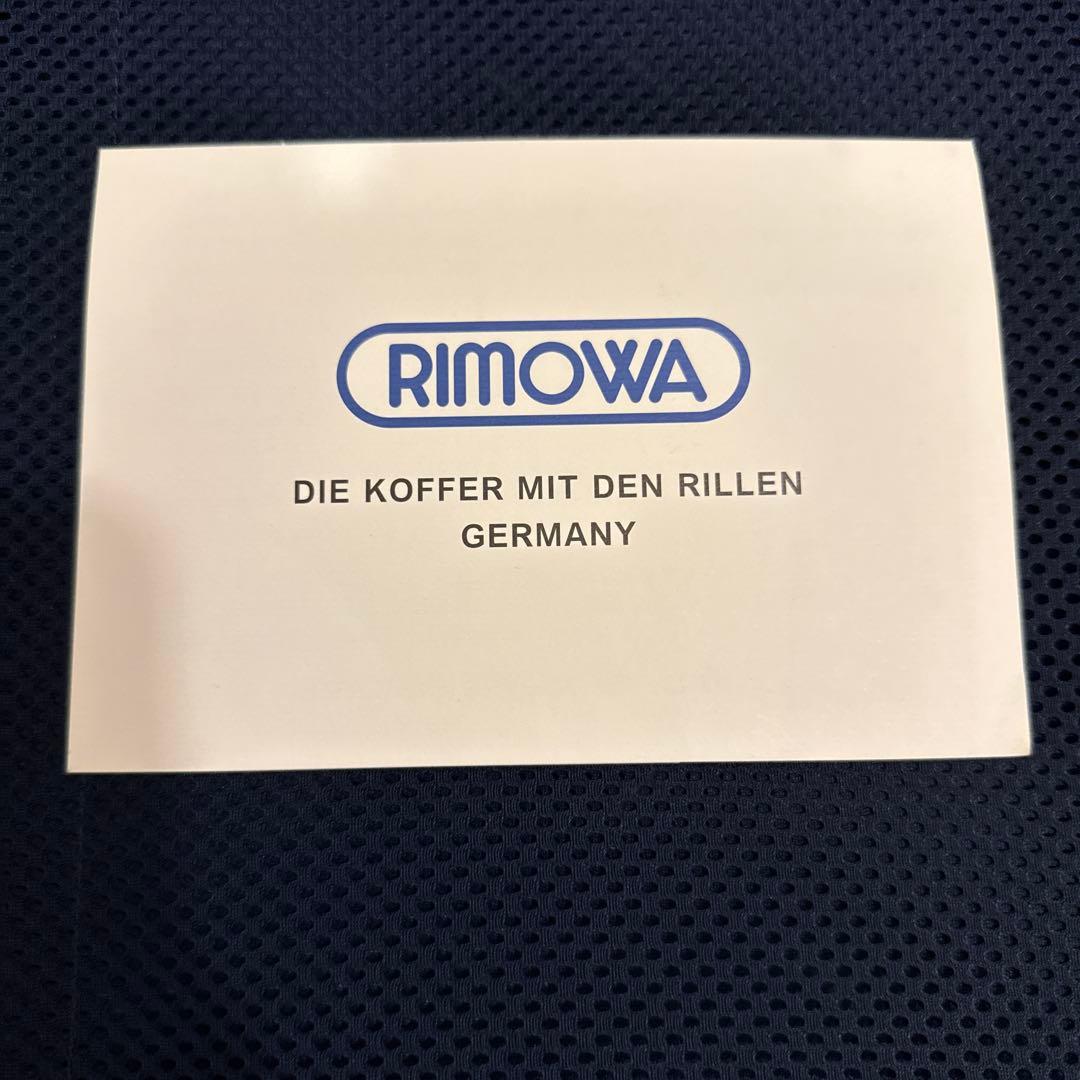 RIMOWA
DIE KOFFER MIT DEN RILLEN
GERMANY